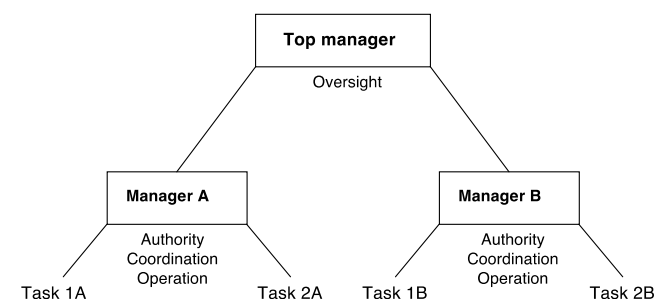 Top manager
Oversight
Manager A
Manager B
Authority
Coordination
Operation
Authority
Coordination
Operation
Task 1A
Task 2A
Task 1B
Task 2B